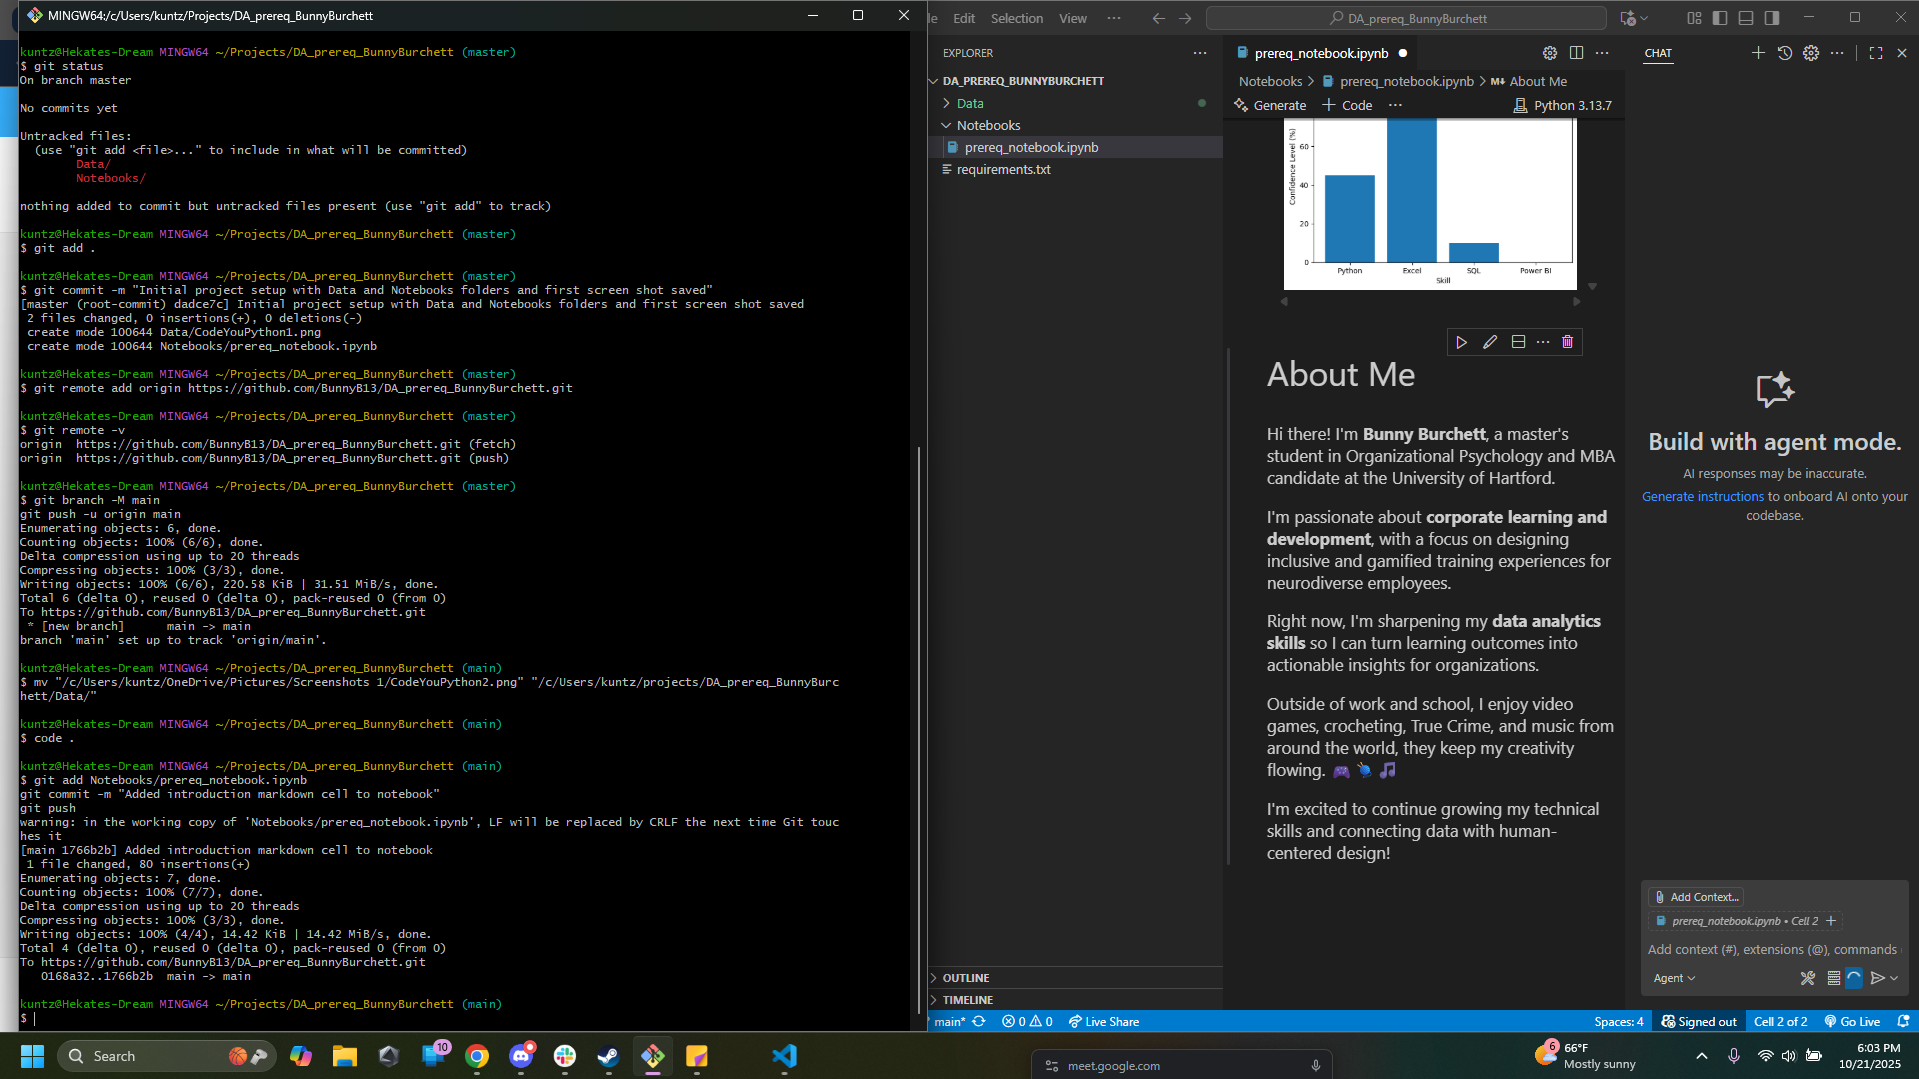 MINGW64:/c/Users/kuntz/Projects/DA_prereq_BunnyBurchett
kuntz@Hekates-Dream MINGW64 ~/Projects/DA_prereq_BunnyBurchett (master)
$ git status
On branch master
No commits yet
Untracked files:
(use "git add <file>..." to include in what will be committed)
Data/
Notebooks/
nothing added to commit but untracked files present (use "git add" to track)
kuntz@Hekates-Dream MINGW64 ~/Projects/DA_prereq_BunnyBurchett (master)
$ git add .
kuntz@Hekates-Dream MINGW64 ~/Projects/DA_prereq_BunnyBurchett (master)
$ git commit -m "Initial project setup with Data and Notebooks folders and first screen shot saved"
[master (root-commit) dadce7c] Initial project setup with Data and Notebooks folders and first screen shot saved
2 files changed, 0 insertions(+), 0 deletions(-)
create mode 100644 Data/CodeYouPython1.png
create mode 100644 Notebooks/prereq_notebook.ipynb
kuntz@Hekates-Dream MINGW64 ~/Projects/DA_prereq_BunnyBurchett (master)
$ git remote add origin https://github.com/BunnyB13/DA_prereq_BunnyBurchett.git
kuntz@Hekates-Dream MINGW64 ~/Projects/DA_prereq_BunnyBurchett (master)
$ git remote -v
origin  https://github.com/BunnyB13/DA_prereq_BunnyBurchett.git (fetch)
origin  https://github.com/BunnyB13/DA_prereq_BunnyBurchett.git (push)
kuntz@Hekates-Dream MINGW64 ~/Projects/DA_prereq_BunnyBurchett (master)
$ git branch -M main
git push -u origin main
Enumerating objects: 6, done.
Counting objects: 100% (6/6), done.
Delta compression using up to 20 threads
Compressing objects: 100% (3/3), done.
Writing objects: 100% (6/6), 220.58 KiB | 31.51 MiB/s, done.
Total 6 (delta 0), reused 0 (delta 0), pack-reused 0 (from 0)
To https://github.com/BunnyB13/DA_prereq_BunnyBurchett.git
* [new branch]      main -> main
branch 'main' set up to track 'origin/main'.
kuntz@Hekates-Dream MINGW64 ~/Projects/DA_prereq_BunnyBurchett (main)
$ mv "/c/Users/kuntz/OneDrive/Pictures/Screenshots 1/CodeYouPython2.png" "/c/Users/kuntz/projects/DA_prereq_BunnyBurc
hett/Data/"
kuntz@Hekates-Dream MINGW64 ~/Projects/DA_prereq_BunnyBurchett (main)
$ code .
kuntz@Hekates-Dream MINGW64 ~/Projects/DA_prereq_BunnyBurchett (main)
$ git add Notebooks/prereq_notebook.ipynb
git commit -m "Added introduction markdown cell to notebook"
git push
warning: in the working copy of 'Notebooks/prereq_notebook.ipynb', LF will be replaced by CRLF the next time Git touc
hes it
[main 1766b2b] Added introduction markdown cell to notebook
1 file changed, 80 insertions(+)
Enumerating objects: 7, done.
Counting objects: 100% (7/7), done.
Delta compression using up to 20 threads
Compressing objects: 100% (3/3), done.
Writing objects: 100% (4/4), 14.42 KiB | 14.42 MiB/s, done.
Total 4 (delta 0), reused 0 (delta 0), pack-reused 0 (from 0)
To https://github.com/BunnyB13/DA_prereq_BunnyBurchett.git
0168a32..1766b2b  main -> main
kuntz@Hekates-Dream MINGW64 ~/Projects/DA_prereq_BunnyBurchett (main)
$
Edit Selection View ··· DA_prereq_BunnyBurchett
EXPLORER
DA_PREREQ_BUNNYBURCHETT
Data
Notebooks
prereq_notebook.ipynb
requirements.txt
OUTLINE
TIMELINE
prereq_notebook.ipynb
Notebooks > prereq_notebook.ipynb > M↓ About Me
Generate + Code ··· Python 3.13.7
Confidence Level (%)
60
40
20
0
Python Excel SQL Power BI
Skill
About Me
Hi there! I'm Bunny Burchett, a master's
student in Organizational Psychology and MBA
candidate at the University of Hartford.
I'm passionate about corporate learning and
development, with a focus on designing
inclusive and gamified training experiences for
neurodiverse employees.
Right now, I'm sharpening my data analytics
skills so I can turn learning outcomes into
actionable insights for organizations.
Outside of work and school, I enjoy video
games, crocheting, True Crime, and music from
around the world, they keep my creativity
flowing. 🎮 🧶 🎵
I'm excited to continue growing my technical
skills and connecting data with human-
centered design!
CHAT
Build with agent mode.
AI responses may be inaccurate.
Generate instructions to onboard AI onto your
codebase.
Add Context...
prereq_notebook.ipynb • Cell 2 +
Add context (#), extensions (@), commands
Agent
main* 0 0 Live Share Spaces: 4 Signed out Cell 2 of 2 Go Live
Search
10
meet.google.com
6
66°F
Mostly sunny
6:03 PM
10/21/2025